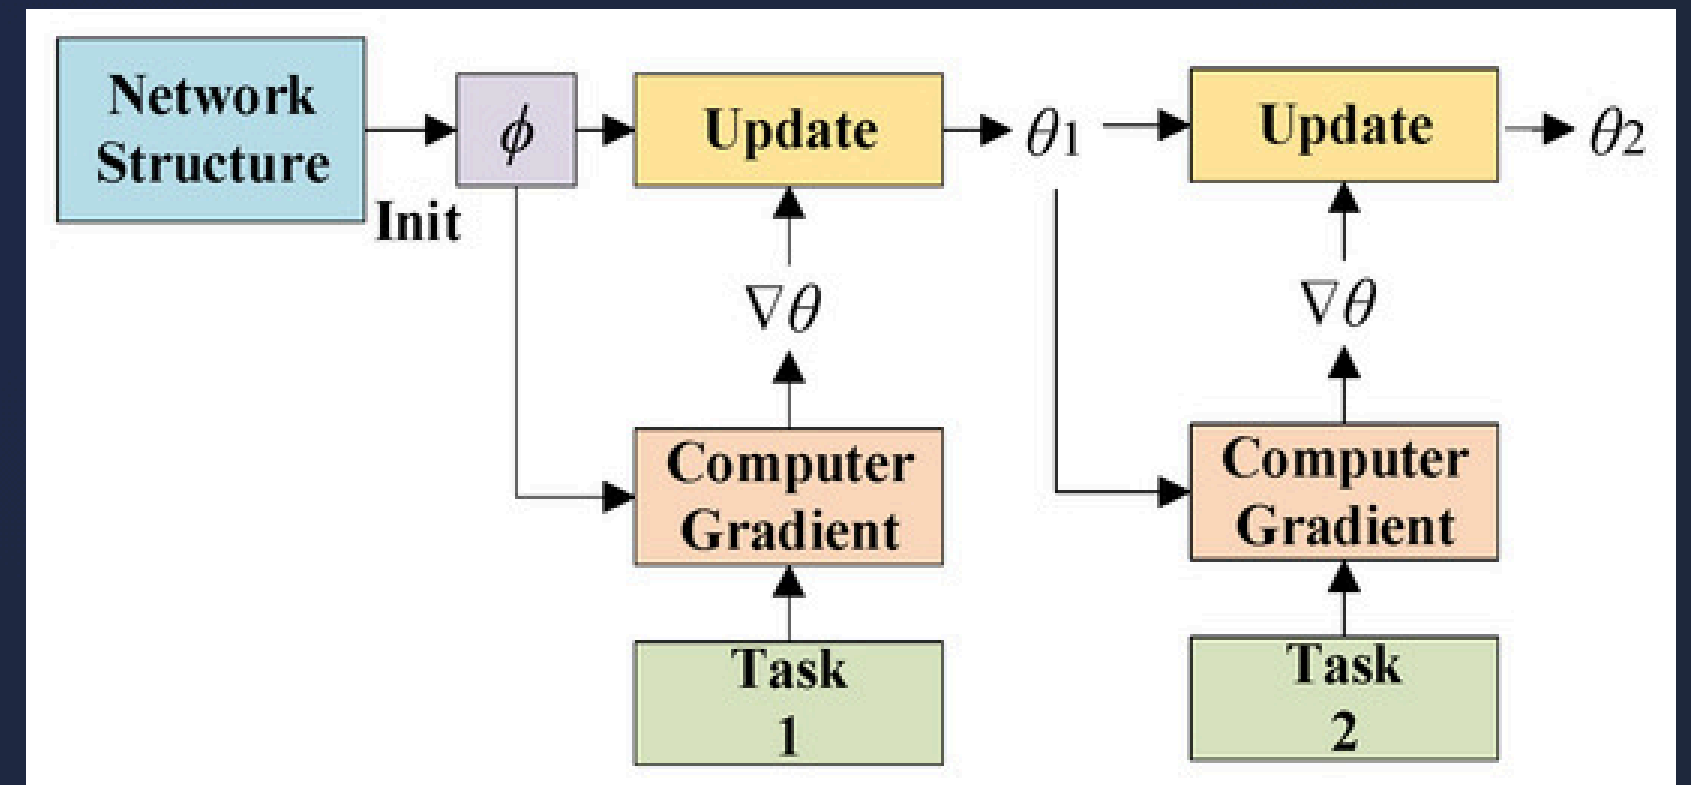 Network
Structure
Init
ϕ
Update
θ1
Update
θ2
∇θ
∇θ
Computer
Gradient
Computer
Gradient
Task
1
Task
2